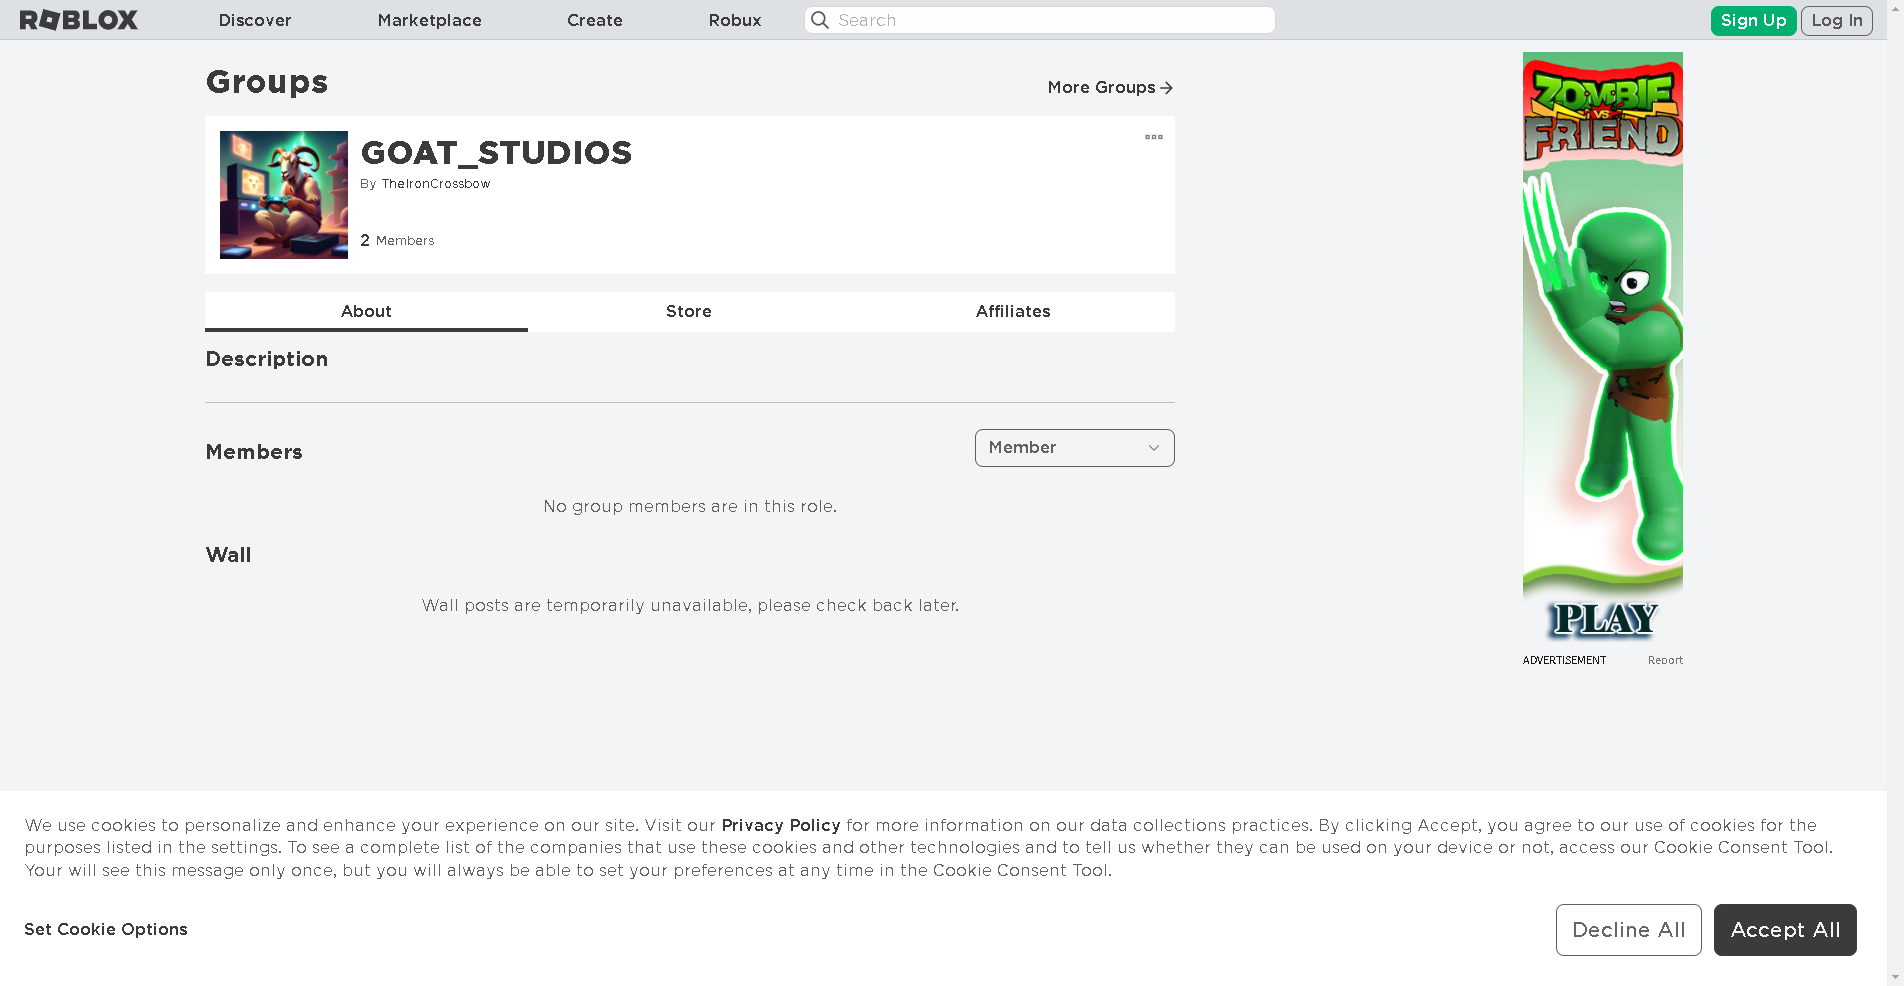 ROBLOX
Discover
Marketplace
Create
Robux
Search
Sign Up
Log In
Groups
More Groups
GOAT_STUDIOS
By TheIronCrossbow
2 Members
About
Store
Affiliates
Description
Members
Member
No group members are in this role.
Wall
Wall posts are temporarily unavailable, please check back later.
ZOMBIE
VS
FRIEND
PLAY
ADVERTISEMENT
Report
We use cookies to personalize and enhance your experience on our site. Visit our Privacy Policy for more information on our data collections practices. By clicking Accept, you agree to our use of cookies for the
purposes listed in the settings. To see a complete list of the companies that use these cookies and other technologies and to tell us whether they can be used on your device or not, access our Cookie Consent Tool.
Your will see this message only once, but you will always be able to set your preferences at any time in the Cookie Consent Tool.
Set Cookie Options
Decline All
Accept All